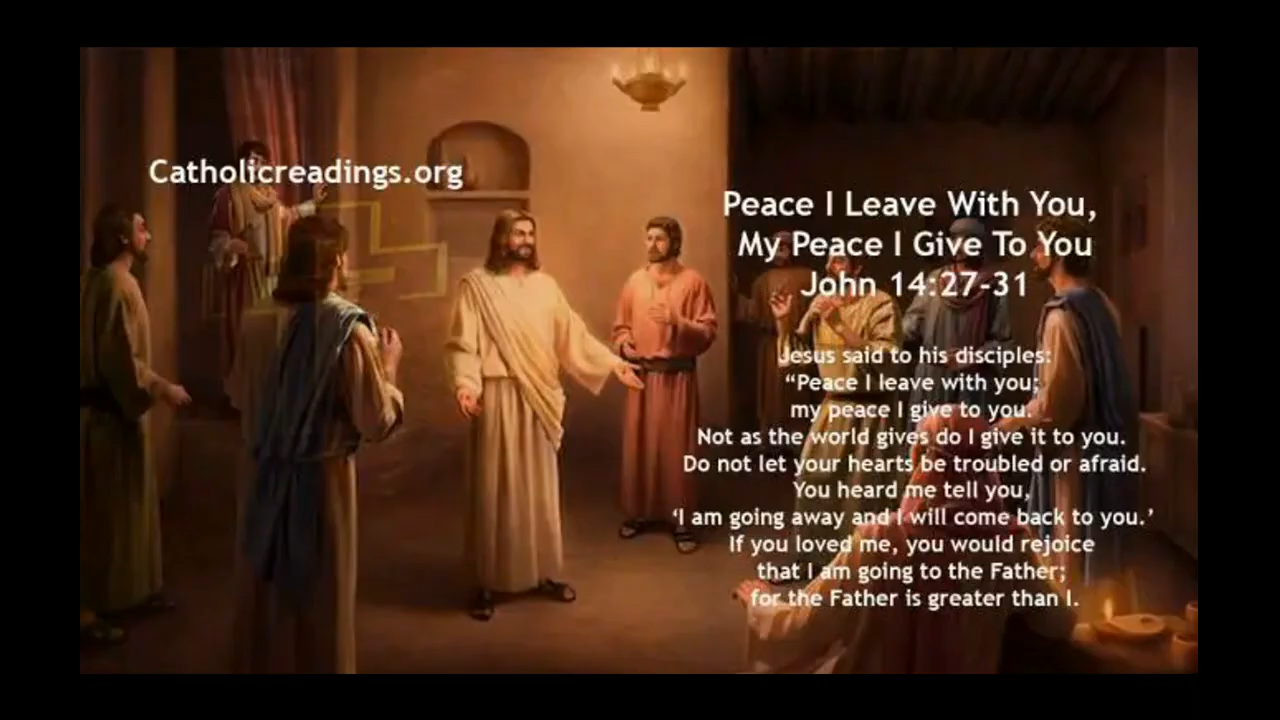 Catholicreadings.org
Peace I Leave With You,
My Peace I Give To You
John 14:27-31
Jesus said to his disciples:
“Peace I leave with you;
my peace I give to you.
Not as the world gives do I give it to you.
Do not let your hearts be troubled or afraid.
You heard me tell you,
‘I am going away and I will come back to you.’
If you loved me, you would rejoice
that I am going to the Father;
for the Father is greater than I.